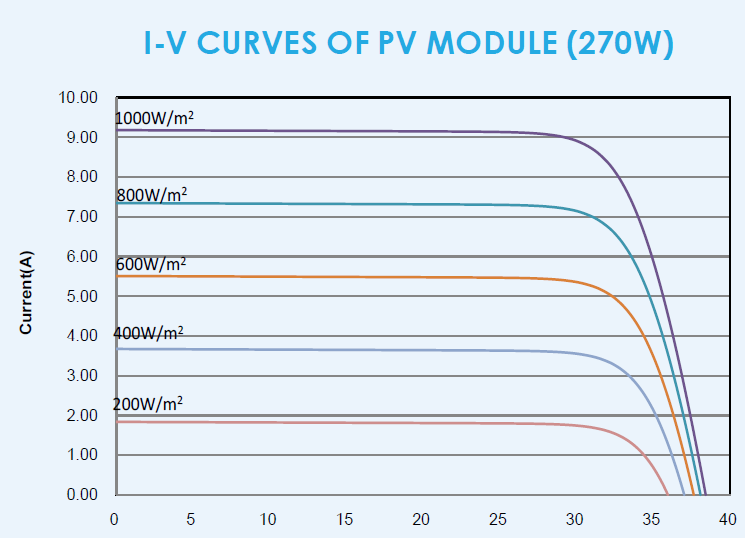 I-V CURVES OF PV MODULE (270W)
10.00
1000W/m²
9.00
8.00
800W/m²
7.00
6.00
600W/m²
5.00
Current(A)
4.00
400W/m²
3.00
200W/m²
2.00
1.00
0.00
0 5 10 15 20 25 30 35 40